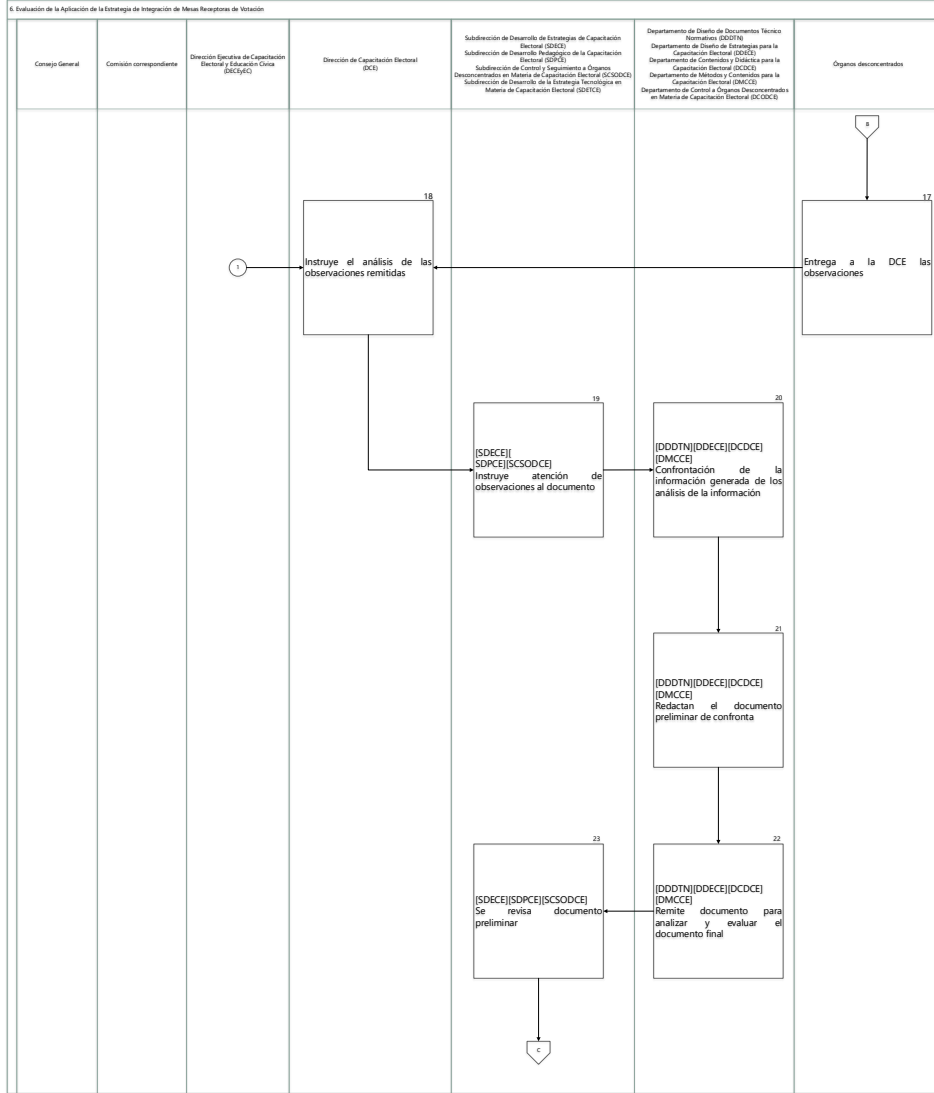 6. Evaluación de la Aplicación de la Estrategia de Integración de Mesas Receptoras de Votación
Consejo General
Comisión correspondiente
Dirección Ejecutiva de Capacitación
Electoral y Educación Cívica
(DECEyEC)
Dirección de Capacitación Electoral
(DCE)
Subdirección de Desarrollo de Estrategias de Capacitación
Electoral (SDECE)
Subdirección de Desarrollo Pedagógico de la Capacitación
Electoral (SDPCE)
Subdirección de Control y Seguimiento a Órganos
Desconcentrados en Materia de Capacitación Electoral (SCSODCE)
Subdirección de Desarrollo de la Estrategia Tecnológica en
Materia de Capacitación Electoral (SDETCE)
Departamento de Diseño de Documentos Técnico
Normativos (DDDTN)
Departamento de Diseño de Estrategias para la
Capacitación Electoral (DDECE)
Departamento de Contenidos y Didáctica para la
Capacitación Electoral (DCDCE)
Departamento de Métodos y Contenidos para la
Capacitación Electoral (DMCCE)
Departamento de Control a Órganos Desconcentrados
en Materia de Capacitación Electoral (DCODCE)
Órganos desconcentrados
B
17
Entrega a la DCE las
observaciones
1
18
Instruye el análisis de las
observaciones remitidas
19
[SDECE][
SDPCE][SCSODCE]
Instruye atención de
observaciones al documento
20
[DDDTN][DDECE][DCDCE]
[DMCCE]
Confrontación de la
información generada de los
análisis de la información
21
[DDDTN][DDECE][DCDCE]
[DMCCE]
Redactan el documento
preliminar de confronta
22
[DDDTN][DDECE][DCDCE]
[DMCCE]
Remite documento para
analizar y evaluar el
documento final
23
[SDECE][SDPCE][SCSODCE]
Se revisa documento
preliminar
C